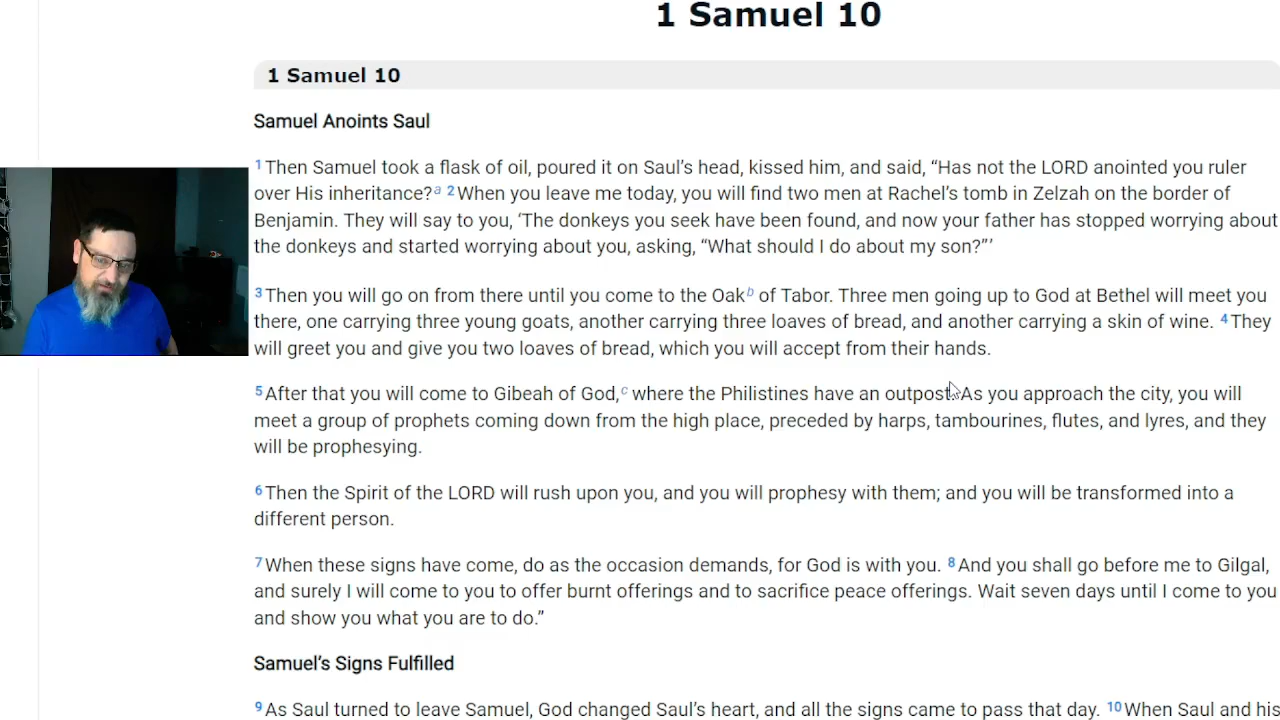 1 Samuel 10
1 Samuel 10
Samuel Anoints Saul
1 Then Samuel took a flask of oil, poured it on Saul’s head, kissed him, and said, “Has not the LORD anointed you ruler
over His inheritance?a 2 When you leave me today, you will find two men at Rachel’s tomb in Zelzah on the border of
Benjamin. They will say to you, ‘The donkeys you seek have been found, and now your father has stopped worrying about
the donkeys and started worrying about you, asking, “What should I do about my son?”’
3 Then you will go on from there until you come to the Oakb of Tabor. Three men going up to God at Bethel will meet you
there, one carrying three young goats, another carrying three loaves of bread, and another carrying a skin of wine. 4 They
will greet you and give you two loaves of bread, which you will accept from their hands.
5 After that you will come to Gibeah of God,c where the Philistines have an outpost. As you approach the city, you will
meet a group of prophets coming down from the high place, preceded by harps, tambourines, flutes, and lyres, and they
will be prophesying.
6 Then the Spirit of the LORD will rush upon you, and you will prophesy with them; and you will be transformed into a
different person.
7 When these signs have come, do as the occasion demands, for God is with you. 8 And you shall go before me to Gilgal,
and surely I will come to you to offer burnt offerings and to sacrifice peace offerings. Wait seven days until I come to you
and show you what you are to do.”
Samuel’s Signs Fulfilled
9 As Saul turned to leave Samuel, God changed Saul’s heart, and all the signs came to pass that day. 10 When Saul and his